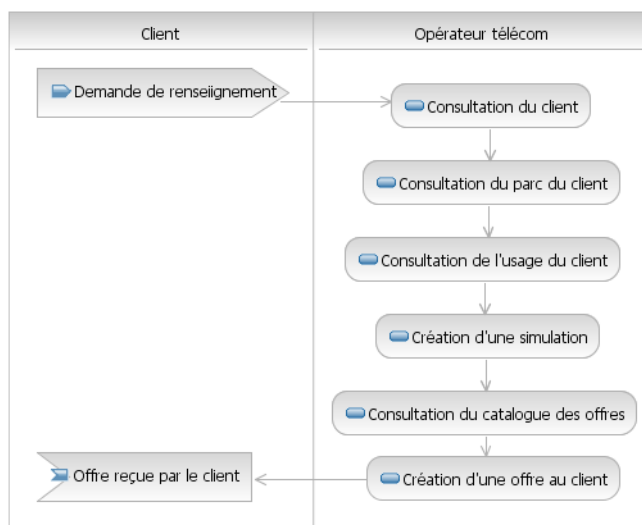 Client
Opérateur télécom
Demande de renseiignement
Consultation du client
Consultation du parc du client
Consultation de l'usage du client
Création d'une simulation
Consultation du catalogue des offres
Offre reçue par le client
Création d'une offre au client